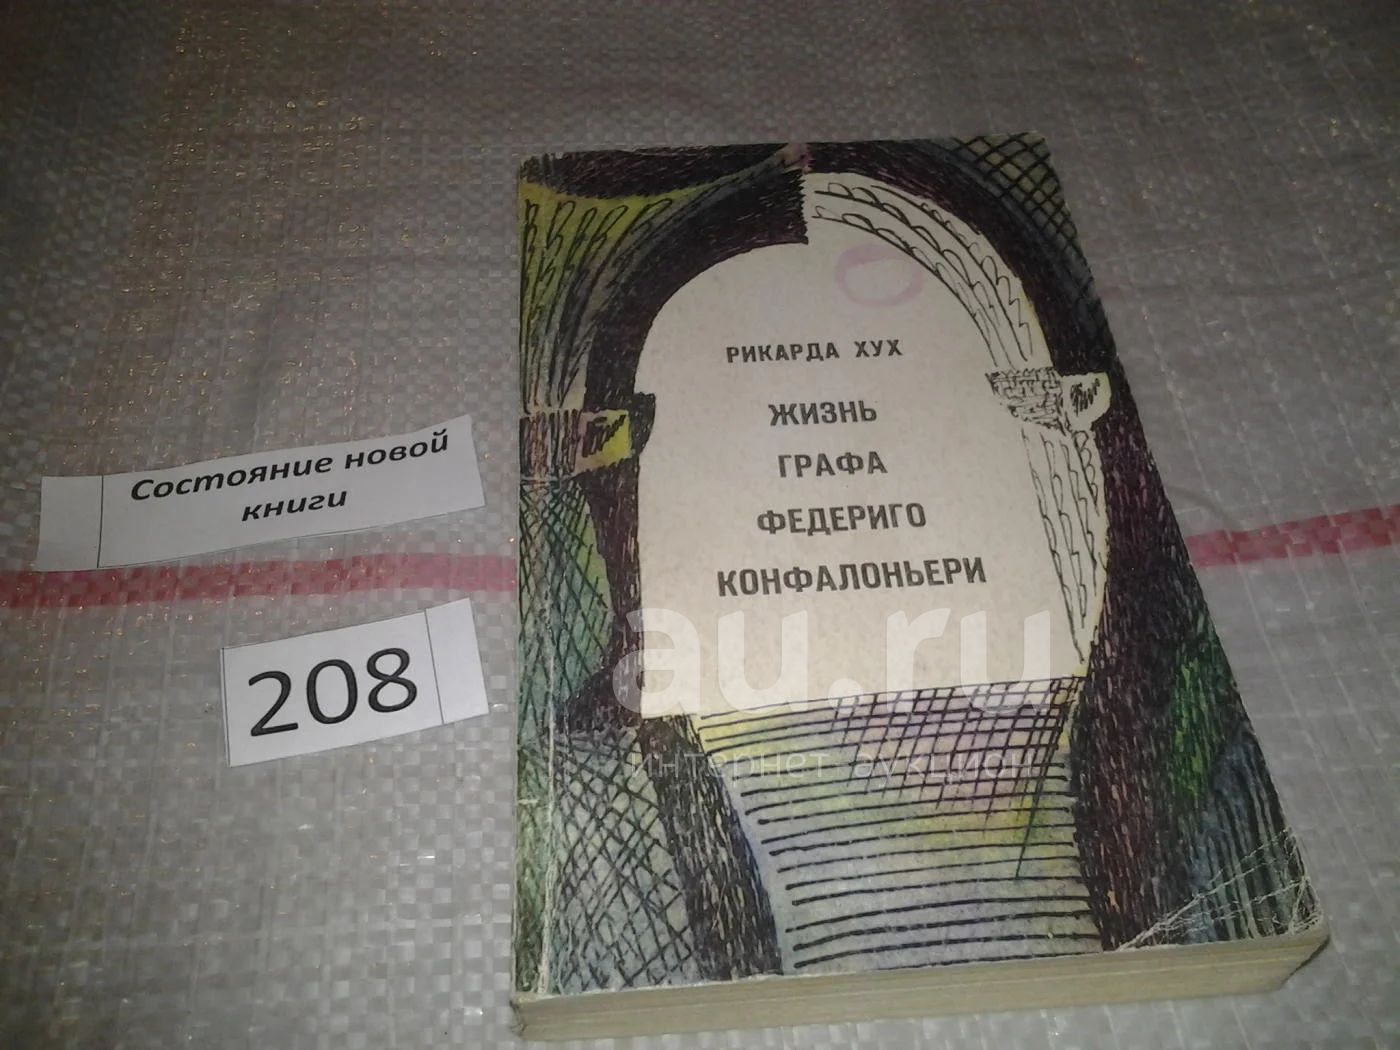 РИКАРДА ХУХ
ЖИЗНЬ
ГРАФА
ФЕДЕРИГО
КОНФАЛОНЬЕРИ
Состояние новой
книги
208
au.ru
интернет аукцион